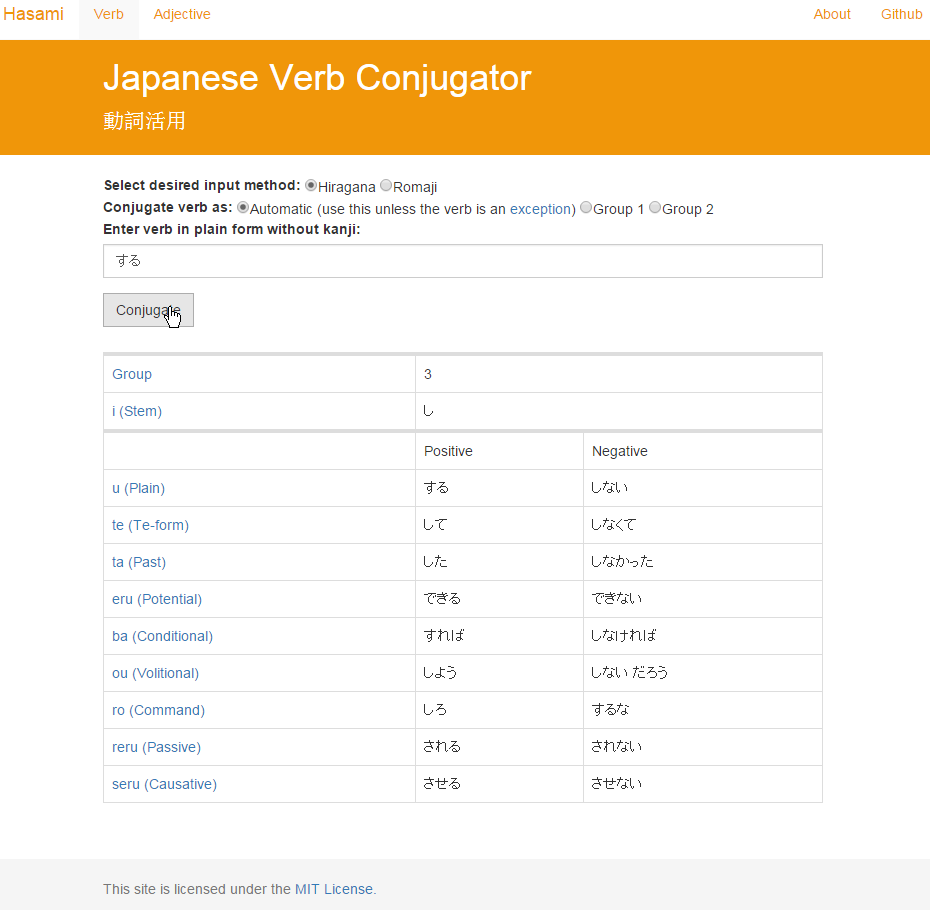 Hasami Verb Adjective About Github
Japanese Verb Conjugator
動詞活用
Select desired input method: Hiragana Romaji
Conjugate verb as: Automatic (use this unless the verb is an exception) Group 1 Group 2
Enter verb in plain form without kanji:
する
Conjugate
Group 3
i (Stem) し
Positive Negative
u (Plain) する しない
te (Te-form) して しなくて
ta (Past) した しなかった
eru (Potential) できる できない
ba (Conditional) すれば しなければ
ou (Volitional) しよう しない だろう
ro (Command) しろ するな
reru (Passive) される されない
seru (Causative) させる させない
This site is licensed under the MIT License.